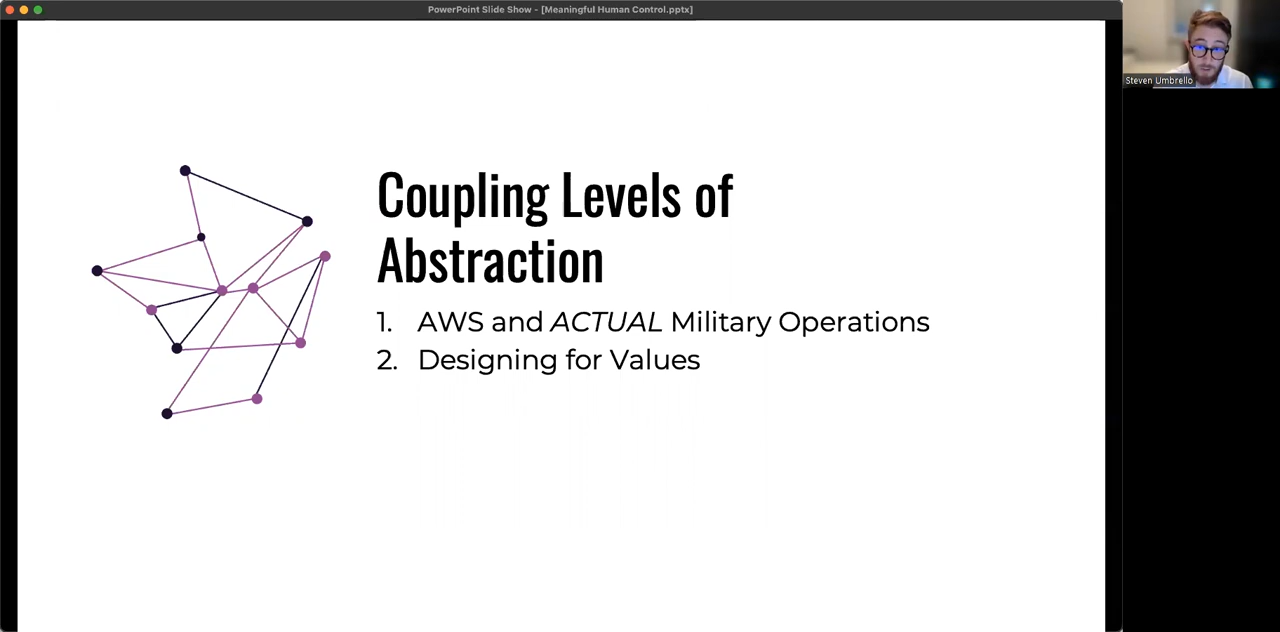 PowerPoint Slide Show - [Meaningful Human Control.pptx]
Steven Umbrello
Coupling Levels of
Abstraction
1. AWS and ACTUAL Military Operations
2. Designing for Values